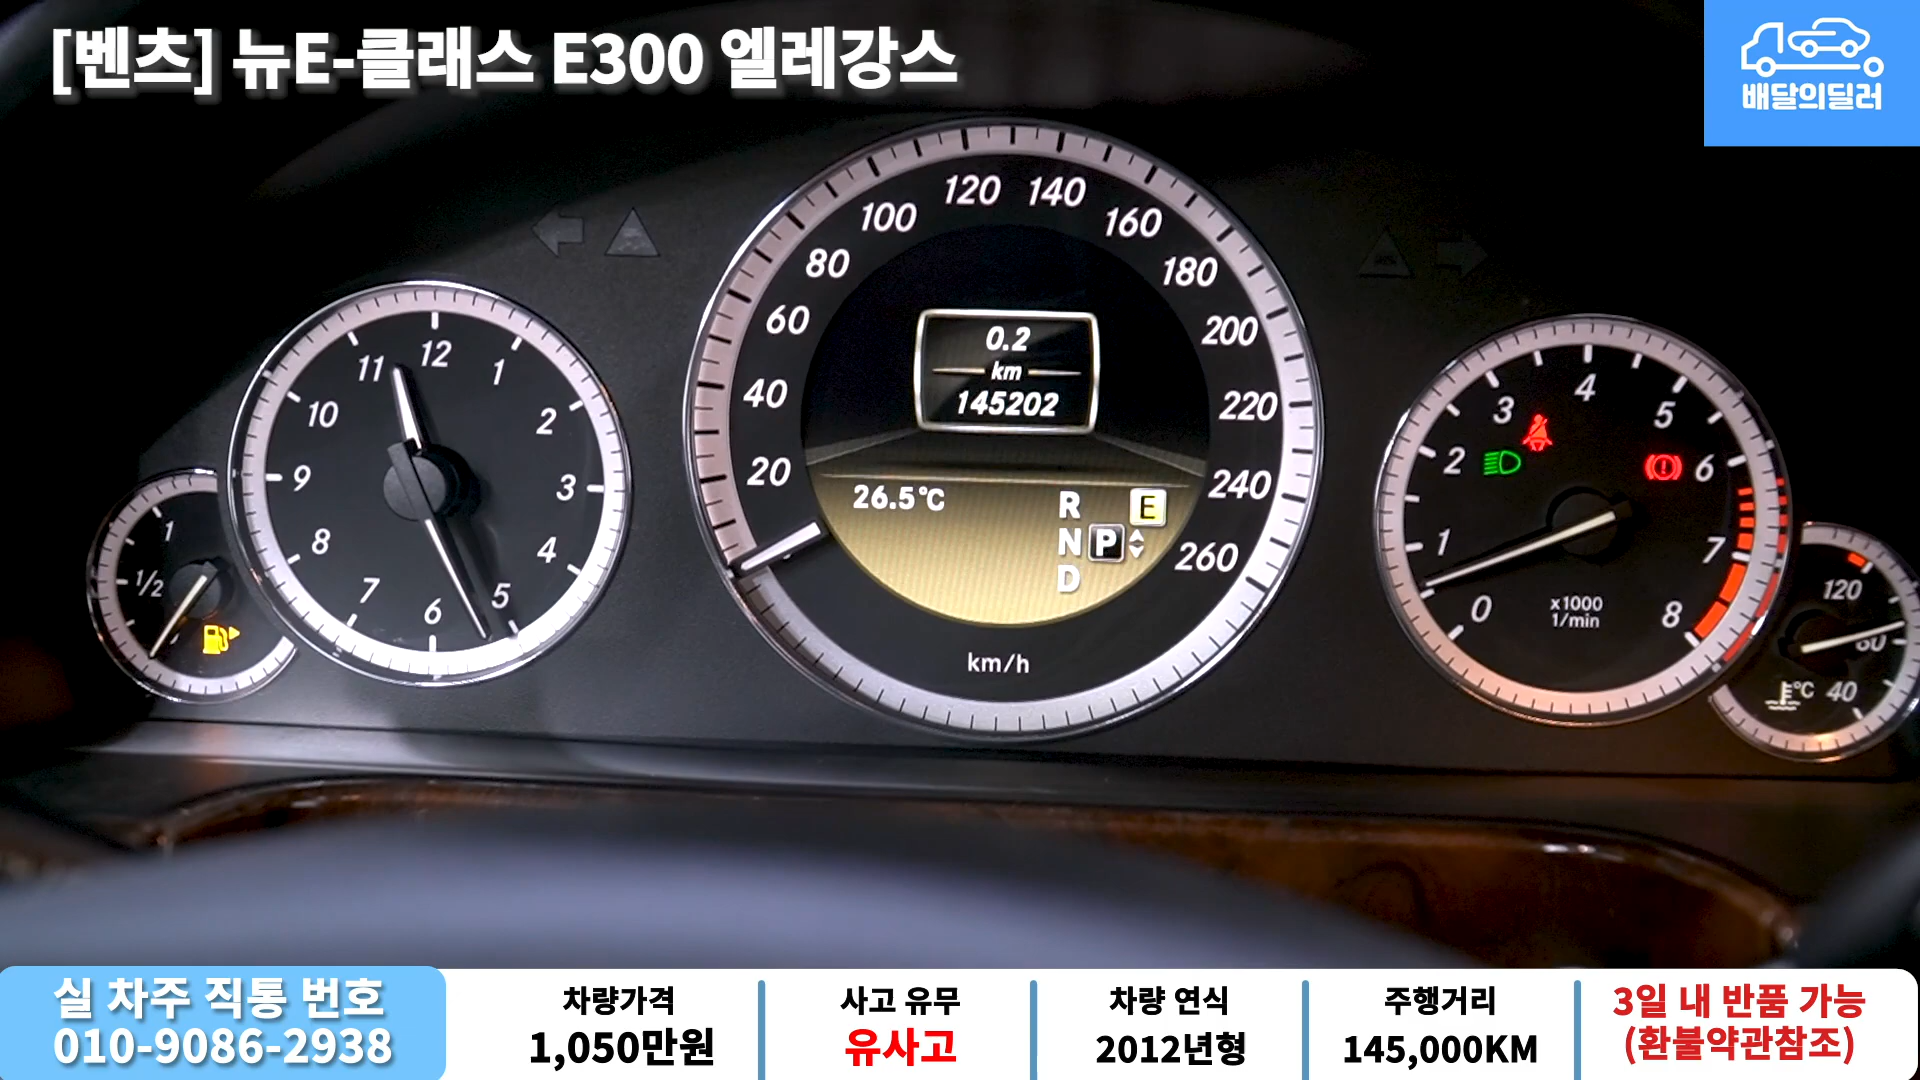 [벤츠] 뉴E-클래스 E300 엘레강스
배달의딜러
1
1/2
12
1
2
3
4
5
6
7
8
9
10
11
20
40
60
80
100
120
140
160
180
200
220
240
260
km/h
0.2
km
145202
26.5°C
R
E
N P
D
0
1
2
3
4
5
6
7
8
x1000
1/min
120
80
°C 40
실 차주 직통 번호
010-9086-2938
차량가격
1,050만원
사고 유무
유사고
차량 연식
2012년형
주행거리
145,000KM
3일 내 반품 가능
(환불약관참조)